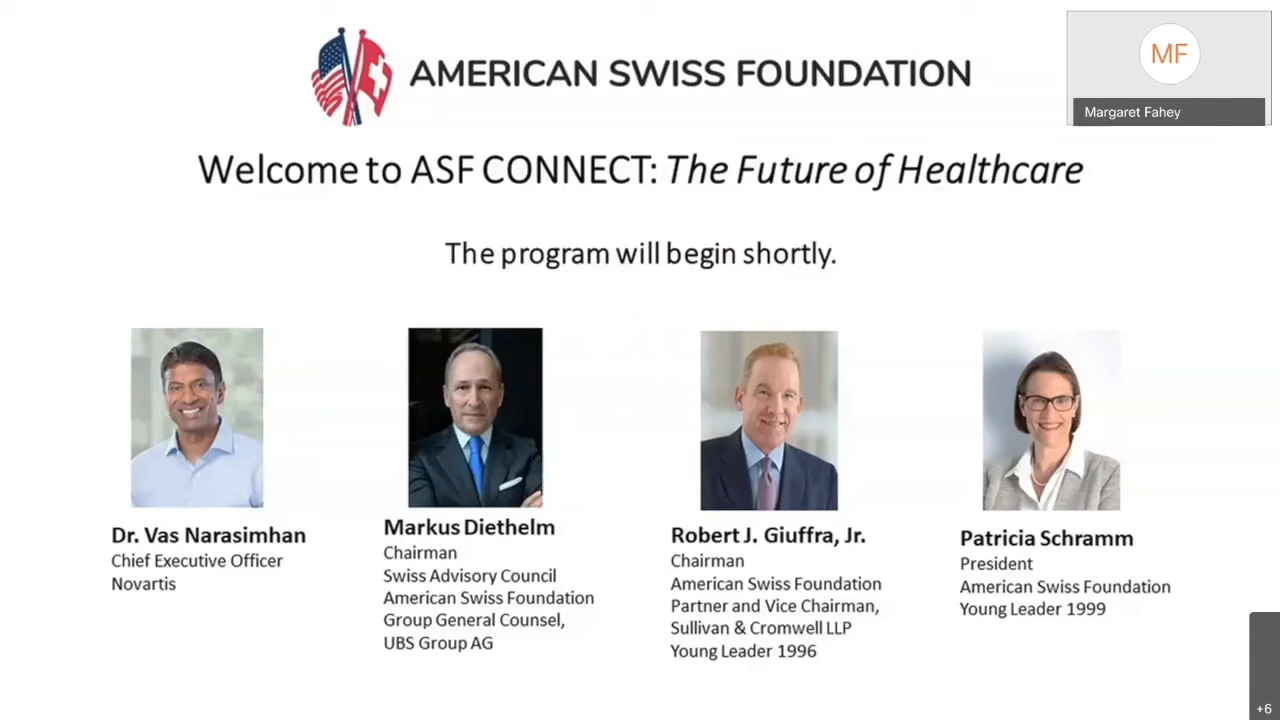 AMERICAN SWISS FOUNDATION
MF
Margaret Fahey
Welcome to ASF CONNECT: The Future of Healthcare
The program will begin shortly.
Dr. Vas Narasimhan
Chief Executive Officer
Novartis
Markus Diethelm
Chairman
Swiss Advisory Council
American Swiss Foundation
Group General Counsel,
UBS Group AG
Robert J. Giuffra, Jr.
Chairman
American Swiss Foundation
Partner and Vice Chairman,
Sullivan & Cromwell LLP
Young Leader 1996
Patricia Schramm
President
American Swiss Foundation
Young Leader 1999
+6